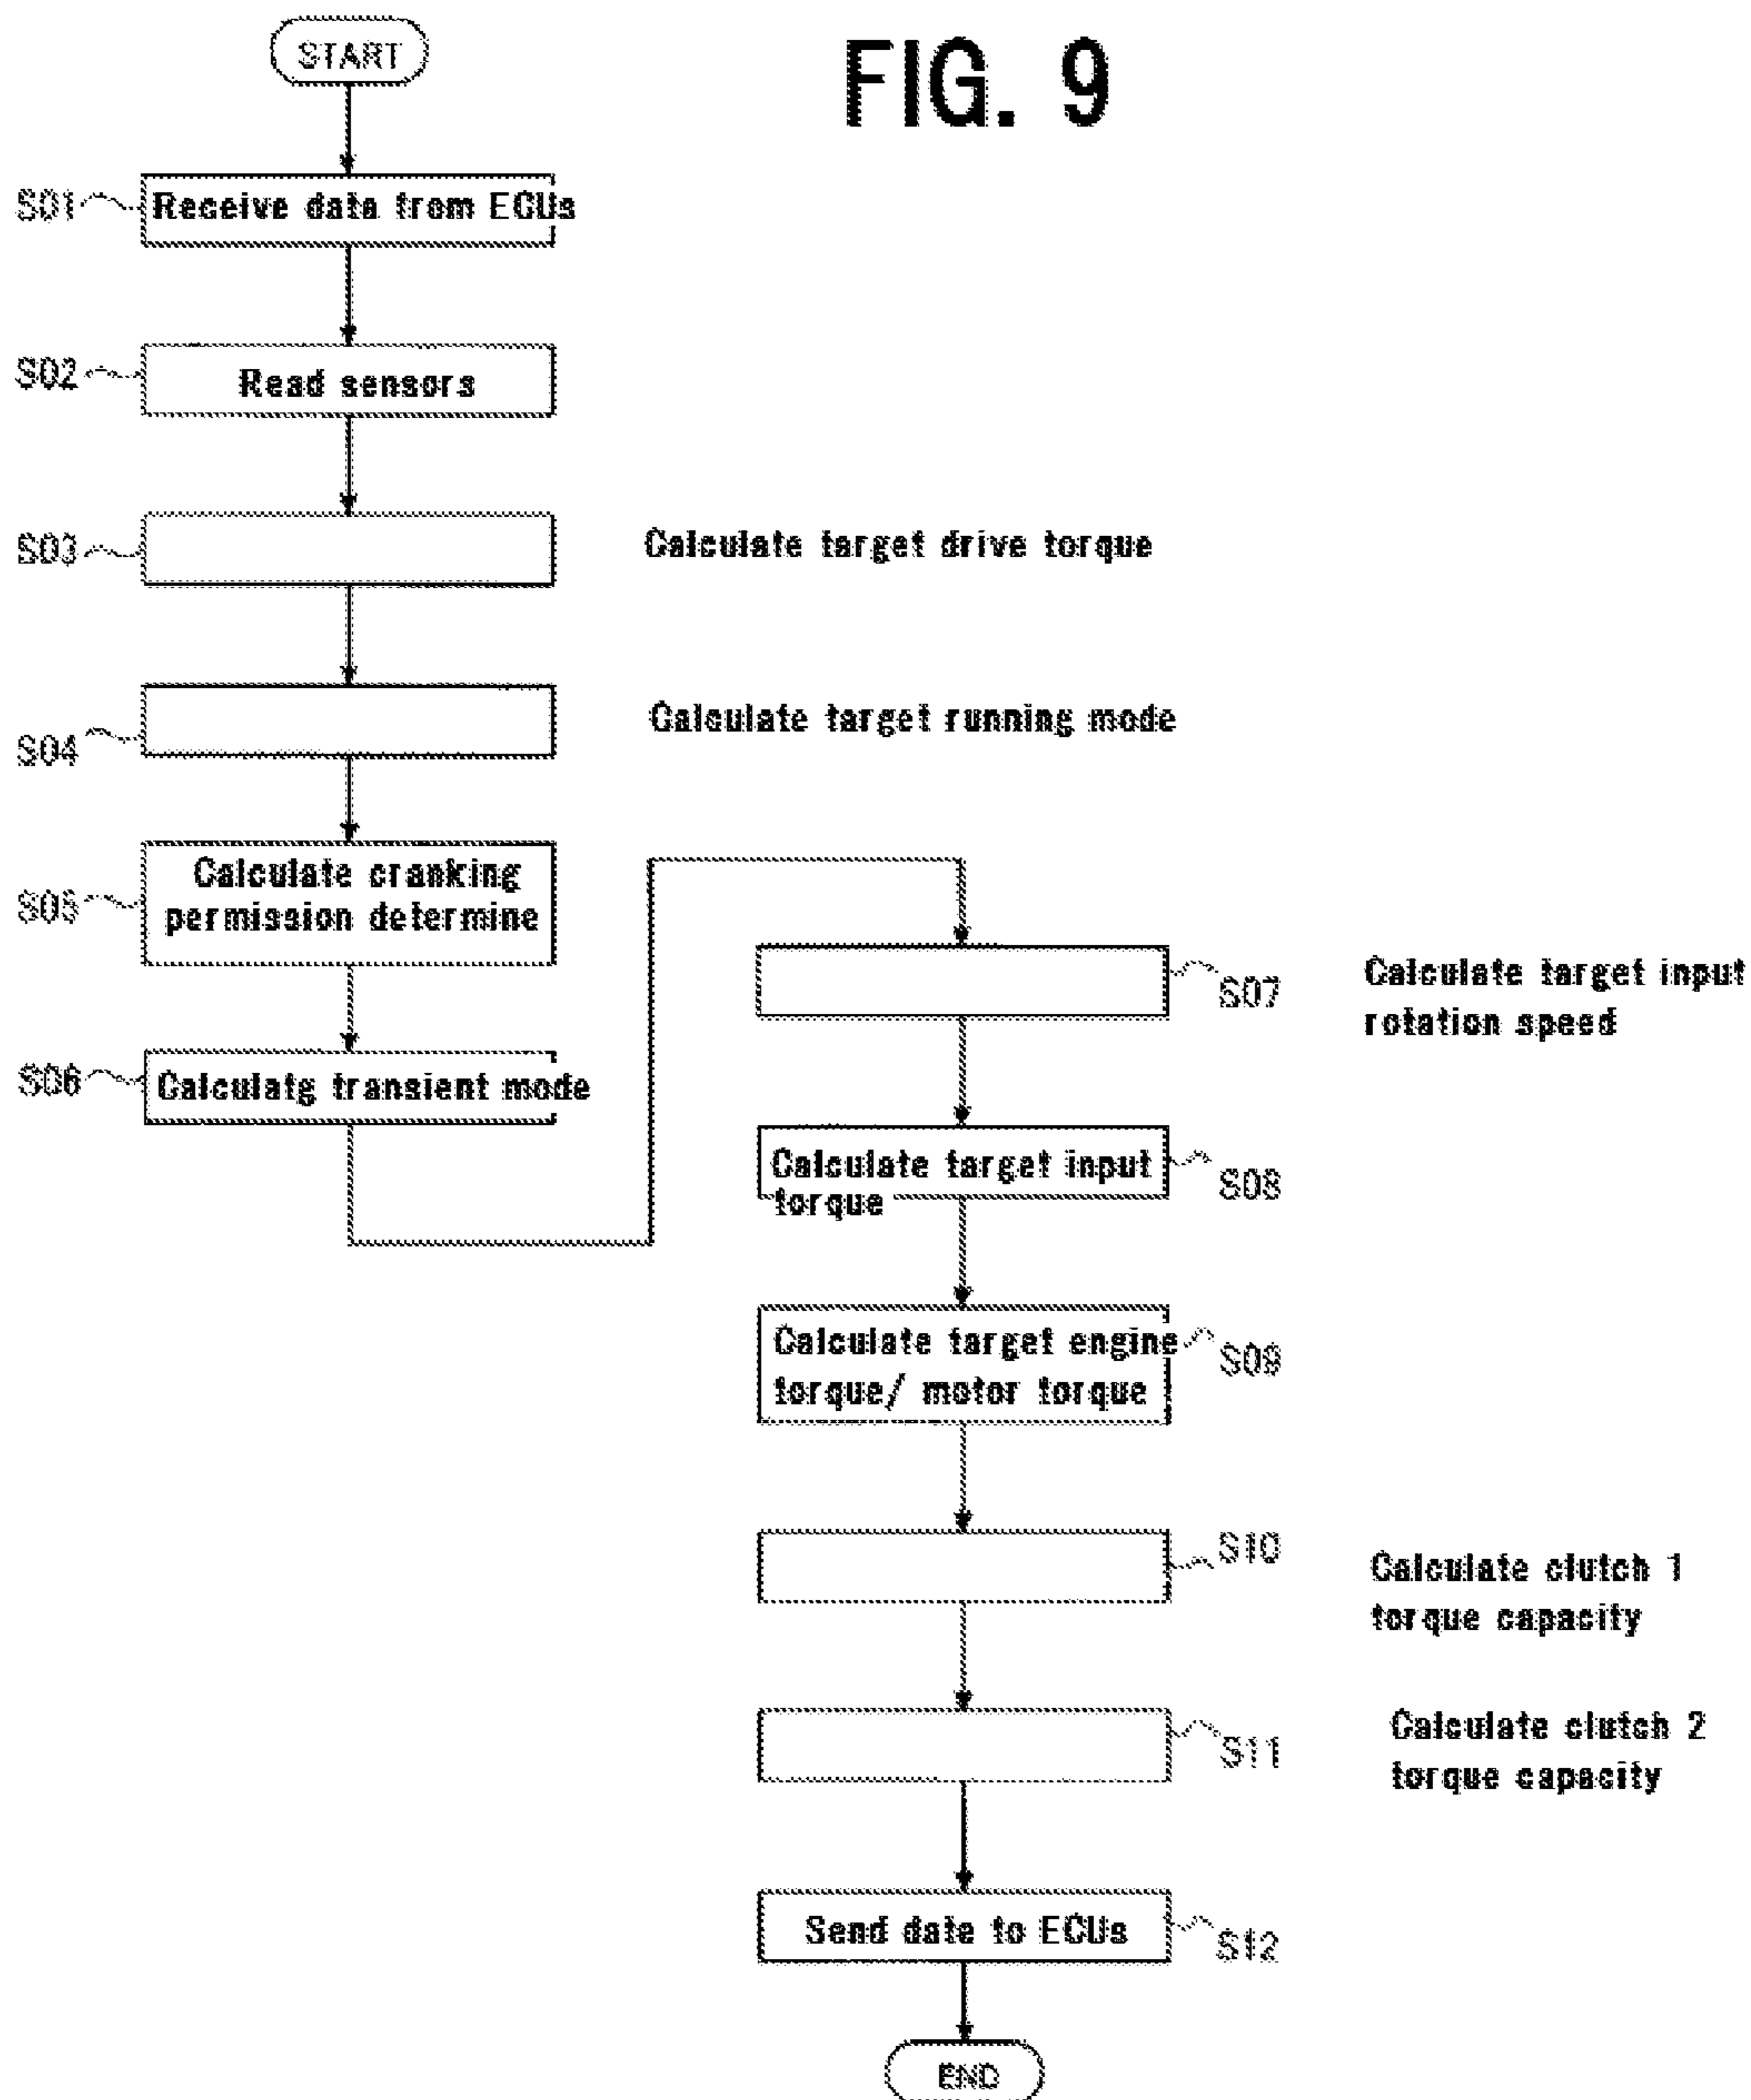 FIG. 9
START
S01
Receive data from ECUs
S02
Read sensors
S03
Calculate target drive torque
S04
Calculate target running mode
S05
Calculate cranking
permission determine
S06
Calculatg transient mode
S07
Calculate target input
rotation speed
S08
Calculate target input
torque
S09
Calculate target engine
torque/ motor torque
S10
Calculate clutch 1
torque capacity
S11
Calculate clutch 2
torque capacity
S12
Send date to ECUs
END